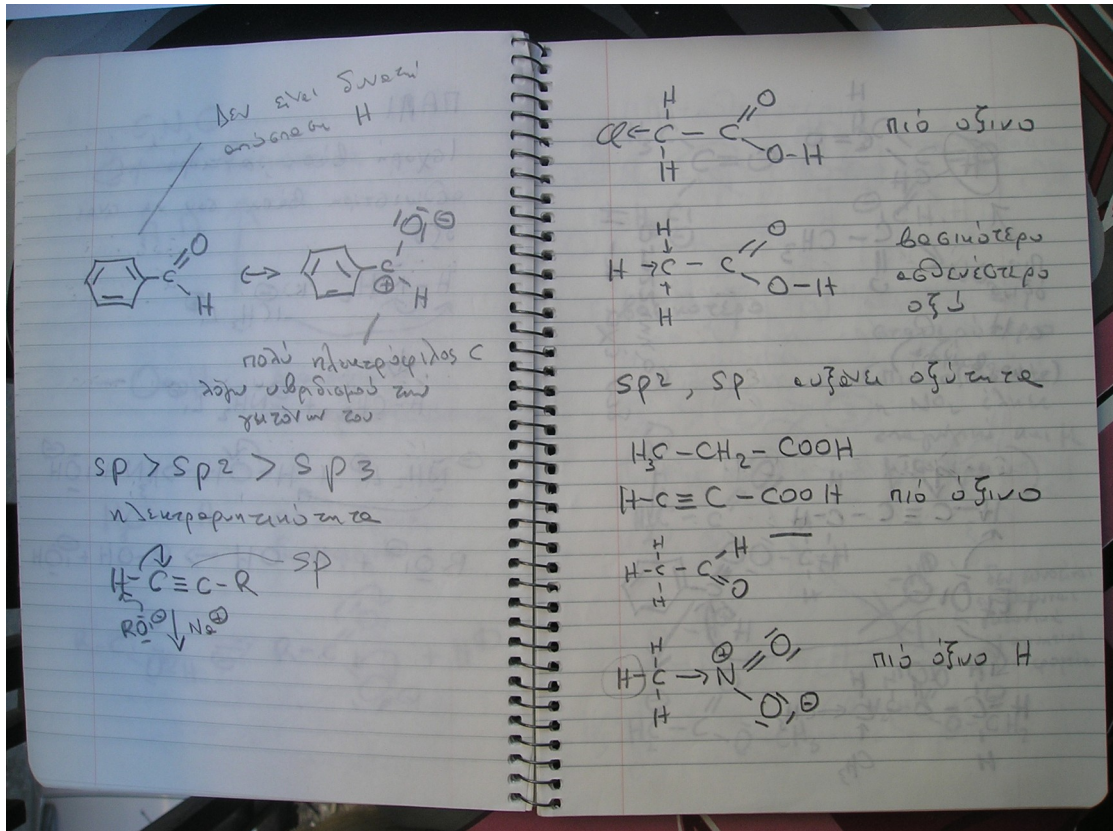 Δεν είναι δυνατή
απόσπαση Η
C
O
H
↔
|O|⊖
C
⊕
H
πολύ ηλεκτρόφιλος C
λόγω υβριδισμού των
γειτόνων του
sp > sp2 > sp3
ηλεκτραρνητικότητα
H-C≡C-R
sp
RO|⊖
Na⊕
H
Cl←C-C
O
H
O-H
πιό όξινο
H
H→C-C
O
H
O-H
βασικότερο
ασθενέστερο
οξύ
sp2, sp αυξάνει οξύτητα
H3C-CH2-COOH
H-C≡C-COOH πιό όξινο
H
H-C-C
H
H
O
H
H-C→N
⊕
O
H
O
⊖
πιό όξινο Η